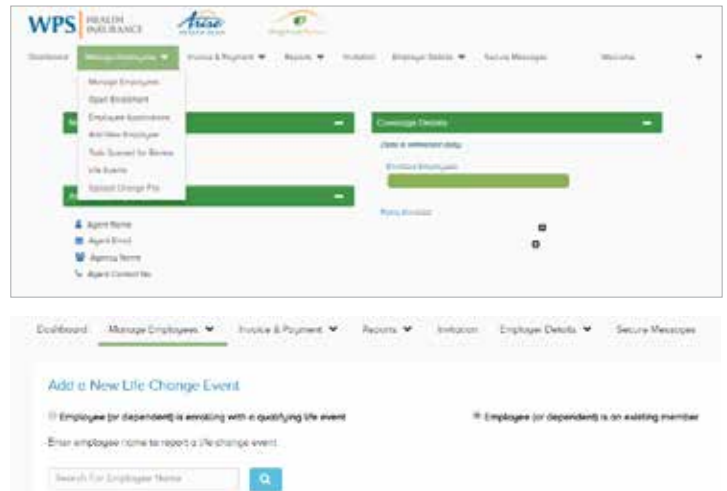 WPS HEALTH INSURANCE Arise
Dashboard Manage Employees Invoice & Payment Reports Invitation Employer Details Secure Messages Welcome
Manage Employees
Open Enrollment
Employee Applications
Add New Employee
Tasks Queued for Review
Life Events
Upload Change File
Coverage Details
Data is refreshed daily
Enrolled Employees
Agent Name
Agent Email
Agency Name
Agent Contact No
Dashboard Manage Employees Invoice & Payment Reports Invitation Employer Details Secure Messages
Add a New Life Change Event
Employee (or dependent) is enrolling with a qualifying life event Employee (or dependent) is an existing member
Enter employee name to report a life change event
Search For Employee Name